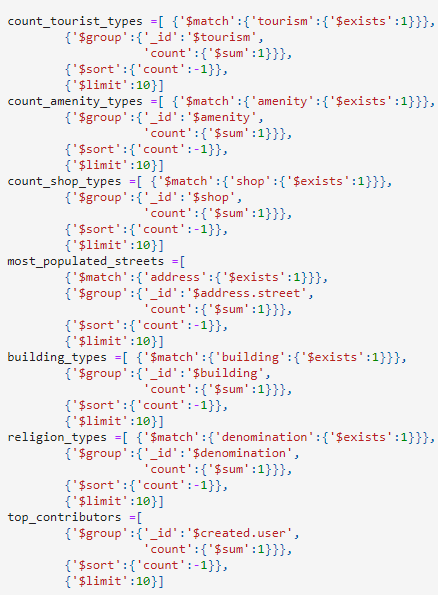 count_tourist_types =[ {'$match':{'tourism':{'$exists':1}}},
{'$group':{'_id':'$tourism',
'count':{'$sum':1}}},
{'$sort':{'count':-1}},
{'$limit':10}]
count_amenity_types =[ {'$match':{'amenity':{'$exists':1}}},
{'$group':{'_id':'$amenity',
'count':{'$sum':1}}},
{'$sort':{'count':-1}},
{'$limit':10}]
count_shop_types =[ {'$match':{'shop':{'$exists':1}}},
{'$group':{'_id':'$shop',
'count':{'$sum':1}}},
{'$sort':{'count':-1}},
{'$limit':10}]
most_populated_streets =[
{'$match':{'address':{'$exists':1}}},
{'$group':{'_id':'$address.street',
'count':{'$sum':1}}},
{'$sort':{'count':-1}},
{'$limit':10}]
building_types =[ {'$match':{'building':{'$exists':1}}},
{'$group':{'_id':'$building',
'count':{'$sum':1}}},
{'$sort':{'count':-1}},
{'$limit':10}]
religion_types =[ {'$match':{'denomination':{'$exists':1}}},
{'$group':{'_id':'$denomination',
'count':{'$sum':1}}},
{'$sort':{'count':-1}},
{'$limit':10}]
top_contributors =[
{'$group':{'_id':'$created.user',
'count':{'$sum':1}}},
{'$sort':{'count':-1}},
{'$limit':10}]